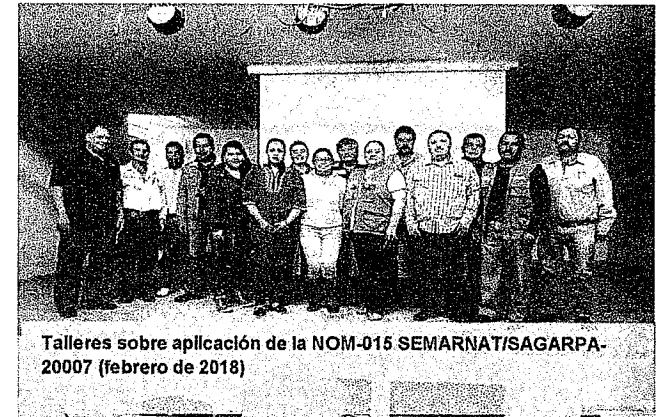 Talleres sobre aplicación de la NOM-015 SEMARNAT/SAGARPA-
20007 (febrero de 2018)